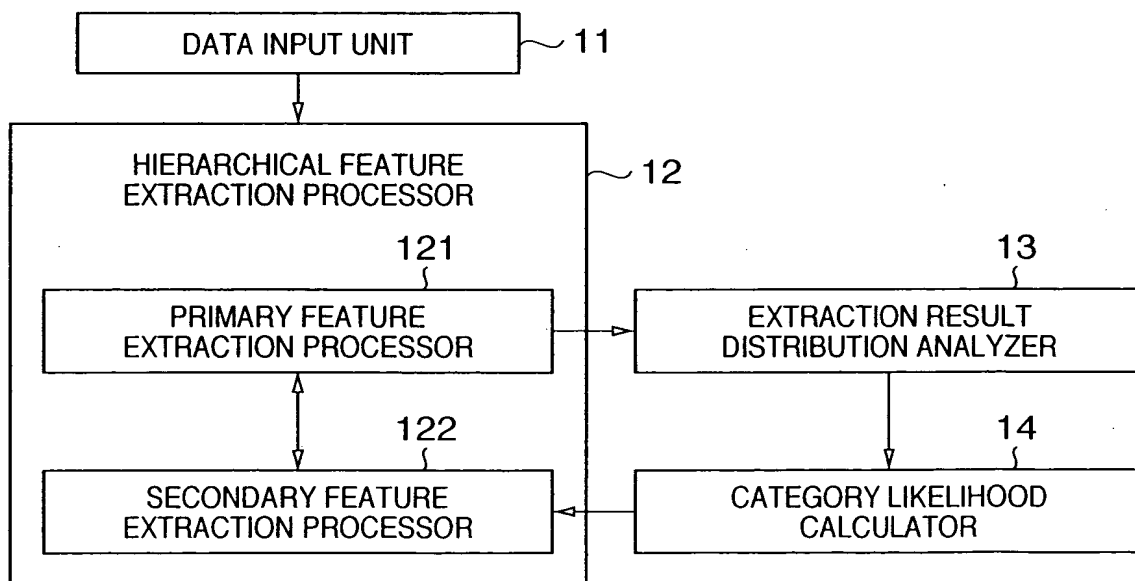 DATA INPUT UNIT
11
HIERARCHICAL FEATURE
EXTRACTION PROCESSOR
12
121
PRIMARY FEATURE
EXTRACTION PROCESSOR
13
EXTRACTION RESULT
DISTRIBUTION ANALYZER
122
SECONDARY FEATURE
EXTRACTION PROCESSOR
14
CATEGORY LIKELIHOOD
CALCULATOR